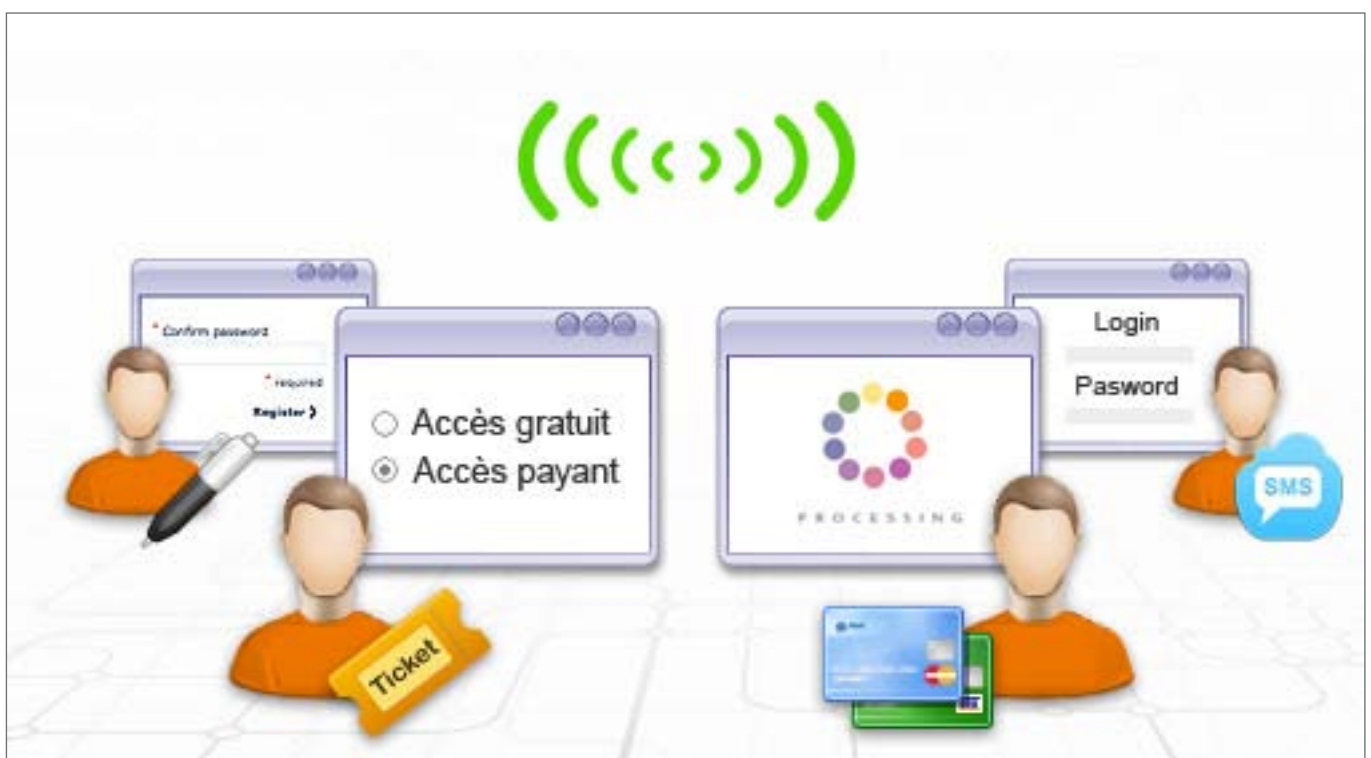 * Confirm password
* required
Register ❯
Accès gratuit
Accès payant
Ticket
PROCESSING
Login
Pasword
SMS